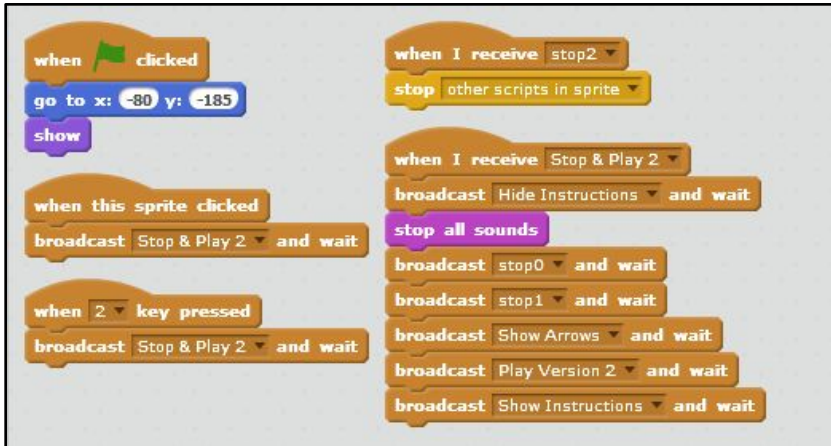 when clicked
go to x: -80 y: -185
show
when this sprite clicked
broadcast Stop & Play 2 and wait
when 2 key pressed
broadcast Stop & Play 2 and wait
when I receive stop2
stop other scripts in sprite
when I receive Stop & Play 2
broadcast Hide Instructions and wait
stop all sounds
broadcast stop0 and wait
broadcast stop1 and wait
broadcast Show Arrows and wait
broadcast Play Version 2 and wait
broadcast Show Instructions and wait